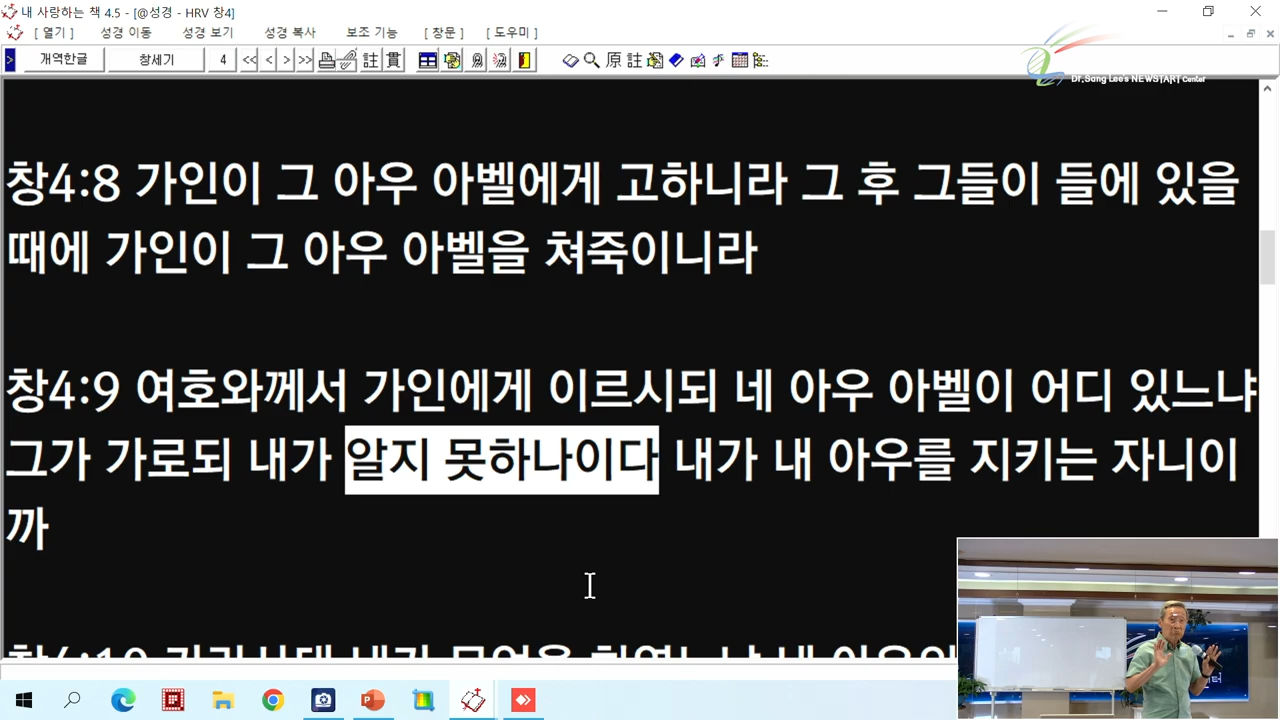 내 사랑하는 책 4.5 - [@성경 - HRV 창4]
[ 열기 ] 성경 이동 성경 보기 성경 복사 보조 기능 [ 창문 ] [ 도우미 ]
> 개역한글 창세기 4 << < > >> 註 貫 原 註
Dr.Sang Lee's NEWSTART Center
창4:8 가인이 그 아우 아벨에게 고하니라 그 후 그들이 들에 있을
때에 가인이 그 아우 아벨을 쳐죽이니라
창4:9 여호와께서 가인에게 이르시되 네 아우 아벨이 어디 있느냐
그가 가로되 내가 알지 못하나이다 내가 내 아우를 지키는 자니이
까